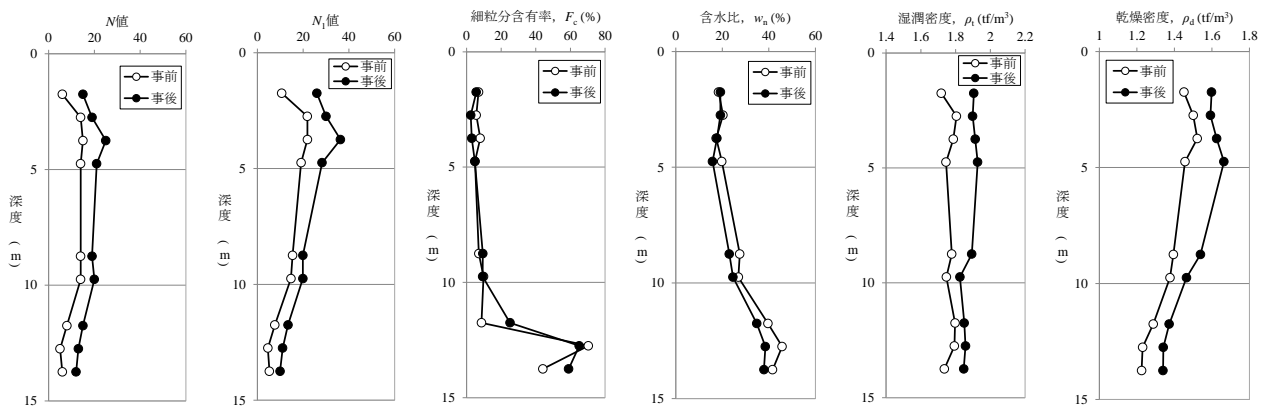 N値
0 20 40 60
0
5
10
15
深度（m）
事前
事後
N₁値
0 20 40 60
0
5
10
15
深度（m）
事前
事後
細粒分含有率，Fc (%)
0 20 40 60 80
0
5
10
15
深度（m）
事前
事後
含水比，wn (%)
0 20 40 60 80
0
5
10
15
深度（m）
事前
事後
湿潤密度，ρt (tf/m³)
1.4 1.6 1.8 2 2.2
0
5
10
15
深度（m）
事前
事後
乾燥密度，ρd (tf/m³)
1 1.2 1.4 1.6 1.8
0
5
10
15
深度（m）
事前
事後